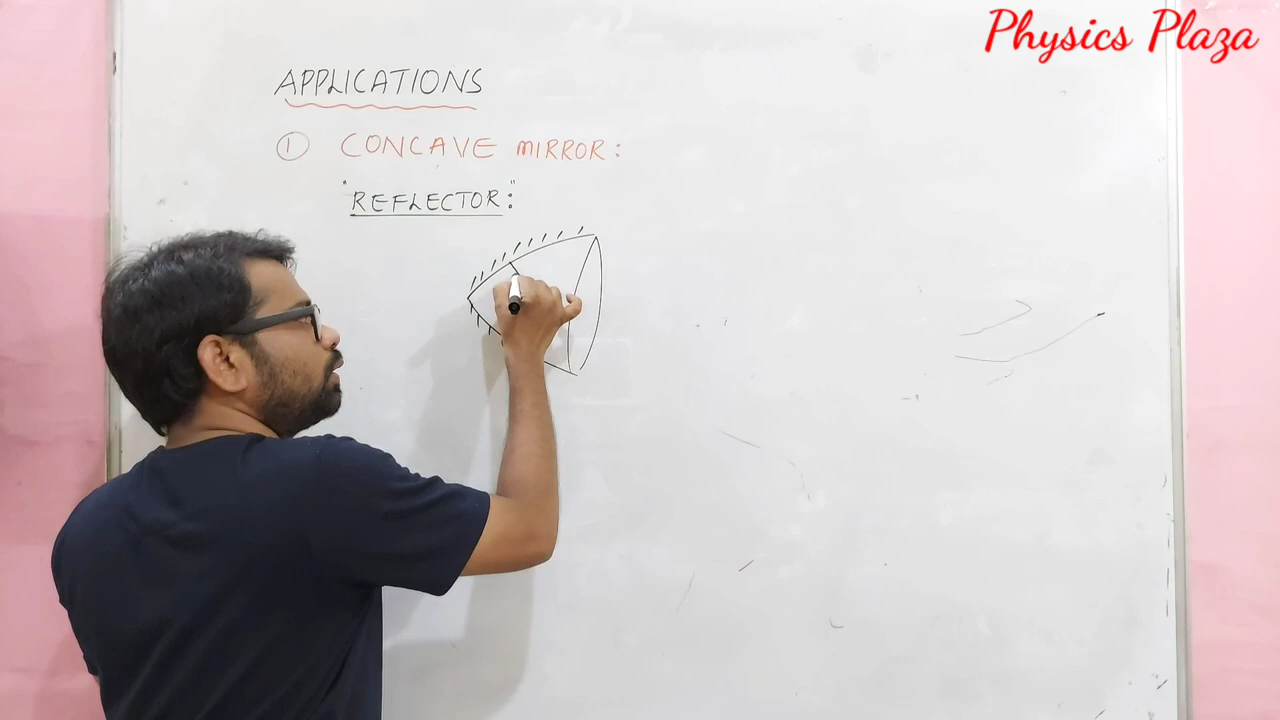 Physics Plaza
APPLICATIONS
① CONCAVE MIRROR:
"REFLECTOR:"